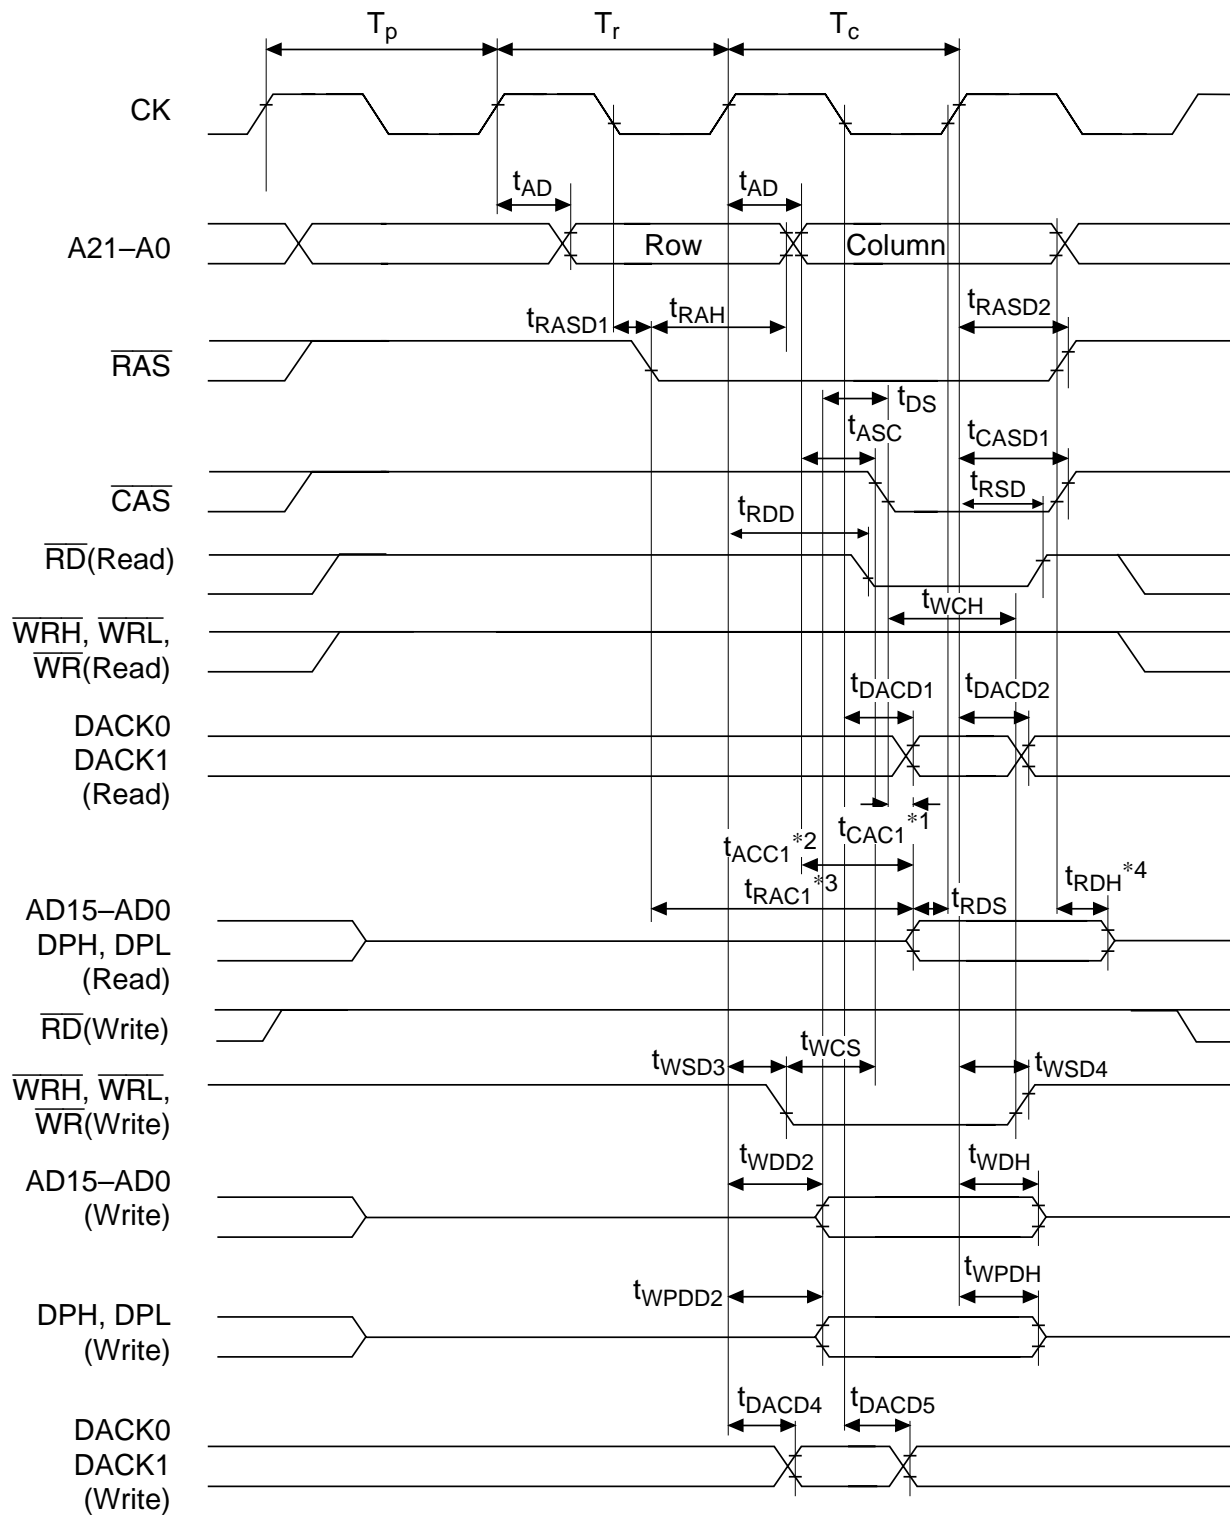 Tp Tr Tc
CK
tAD tAD
A21–A0 Row Column
tRASD1 tRAH tRASD2
RAS
tDS
tASC tCASD1
CAS
tRDD tRSD
RD(Read)
tWCH
WRH, WRL,
WR(Read)
tDACD1 tDACD2
DACK0
DACK1
(Read)
tCAC1*1
tACC1*2
tRAC1*3 tRDS tRDH*4
AD15–AD0
DPH, DPL
(Read)
RD(Write)
tWCS
tWSD3 tWSD4
WRH, WRL,
WR(Write)
tWDD2 tWDH
AD15–AD0
(Write)
tWPDD2 tWPDH
DPH, DPL
(Write)
tDACD4 tDACD5
DACK0
DACK1
(Write)